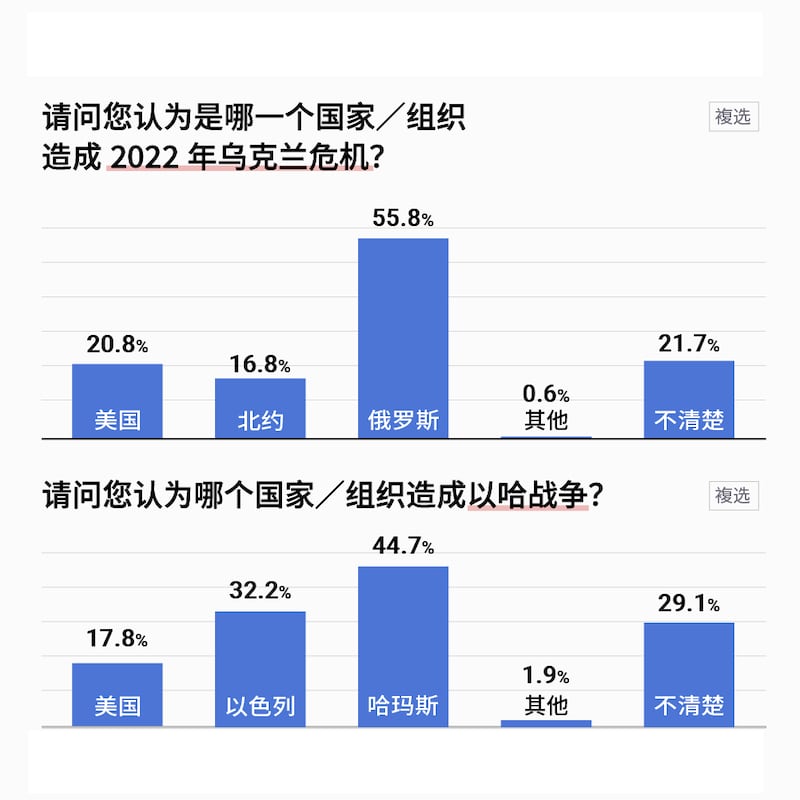 请问您认为是哪一个国家／组织
造成 2022 年乌克兰危机？
複选
55.8%
20.8%
16.8%
0.6%
21.7%
美国
北约
俄罗斯
其他
不清楚
请问您认为哪个国家／组织造成以哈战争？
複选
44.7%
32.2%
17.8%
1.9%
29.1%
美国
以色列
哈玛斯
其他
不清楚